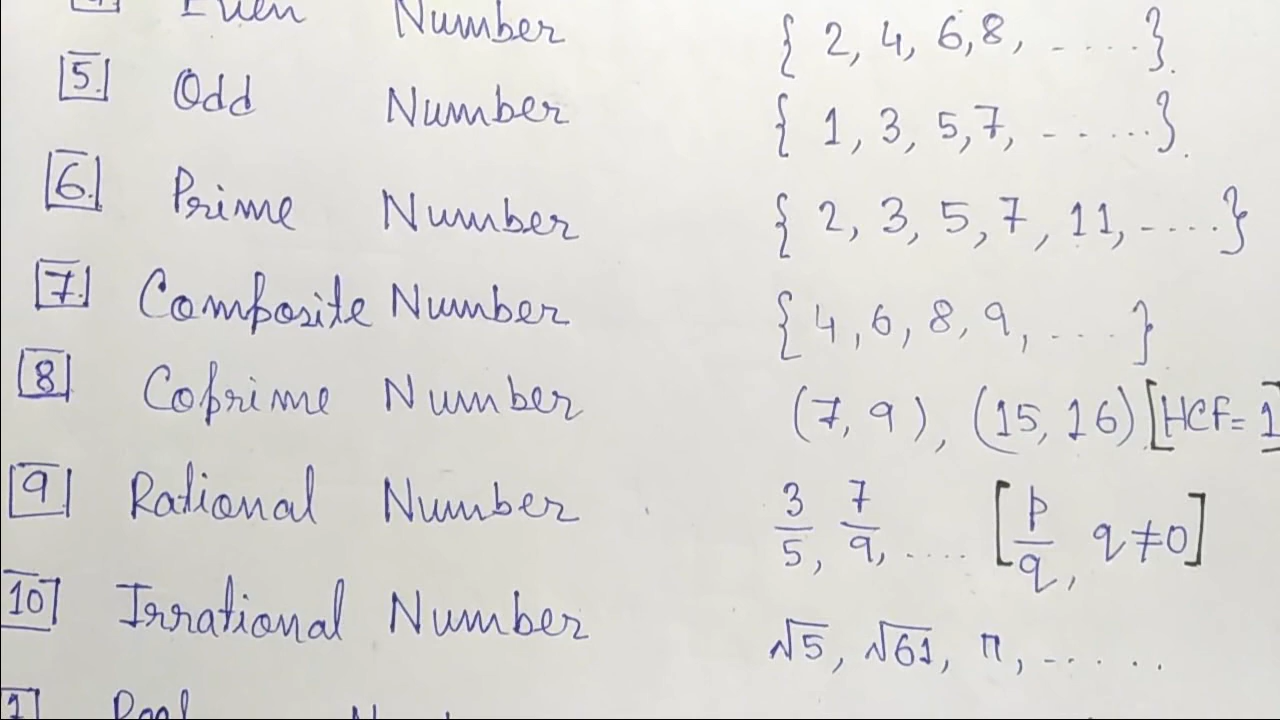 Even Number { 2, 4, 6, 8, - ....}.
5. Odd Number { 1, 3, 5, 7, - - ....}.
6. Prime Number { 2, 3, 5, 7, 11, - ....}
7. Composite Number { 4, 6, 8, 9, .... }
8 Coprime Number (7, 9), (15, 16) [HCF = 1
9 Rational Number 3/5, 7/9, ..... [p/q, q ≠ 0]
10 Irrational Number √5, √61, π, - .....
Real